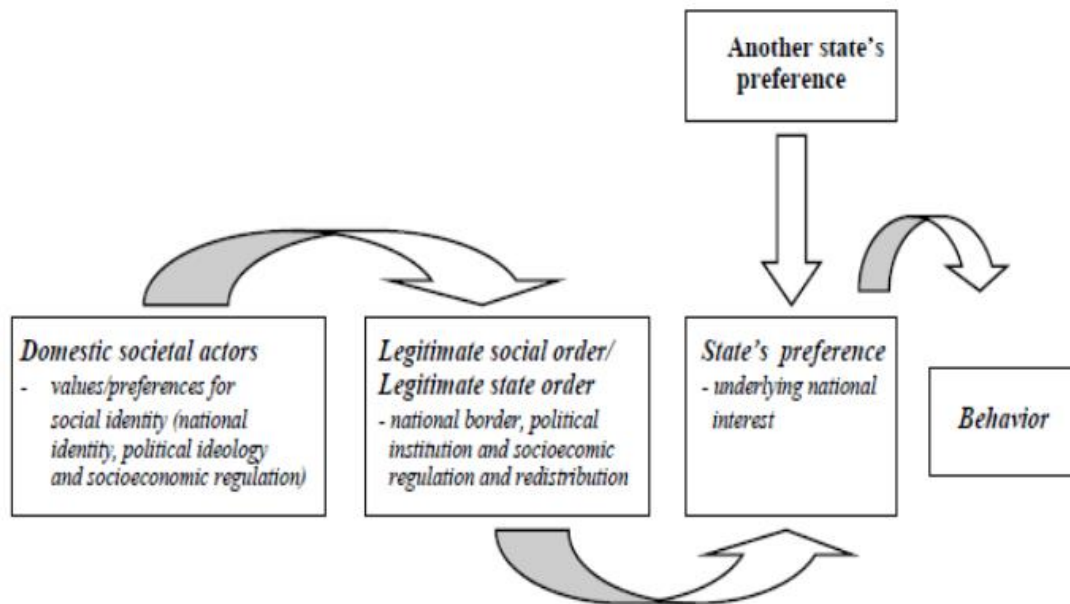 Another state's
preference
Domestic societal actors
- values/preferences for
social identity (national
identity, political ideology
and socioeconomic regulation)
Legitimate social order/
Legitimate state order
- national border, political
institution and socioecomic
regulation and redistribution
State's preference
- underlying national
interest
Behavior